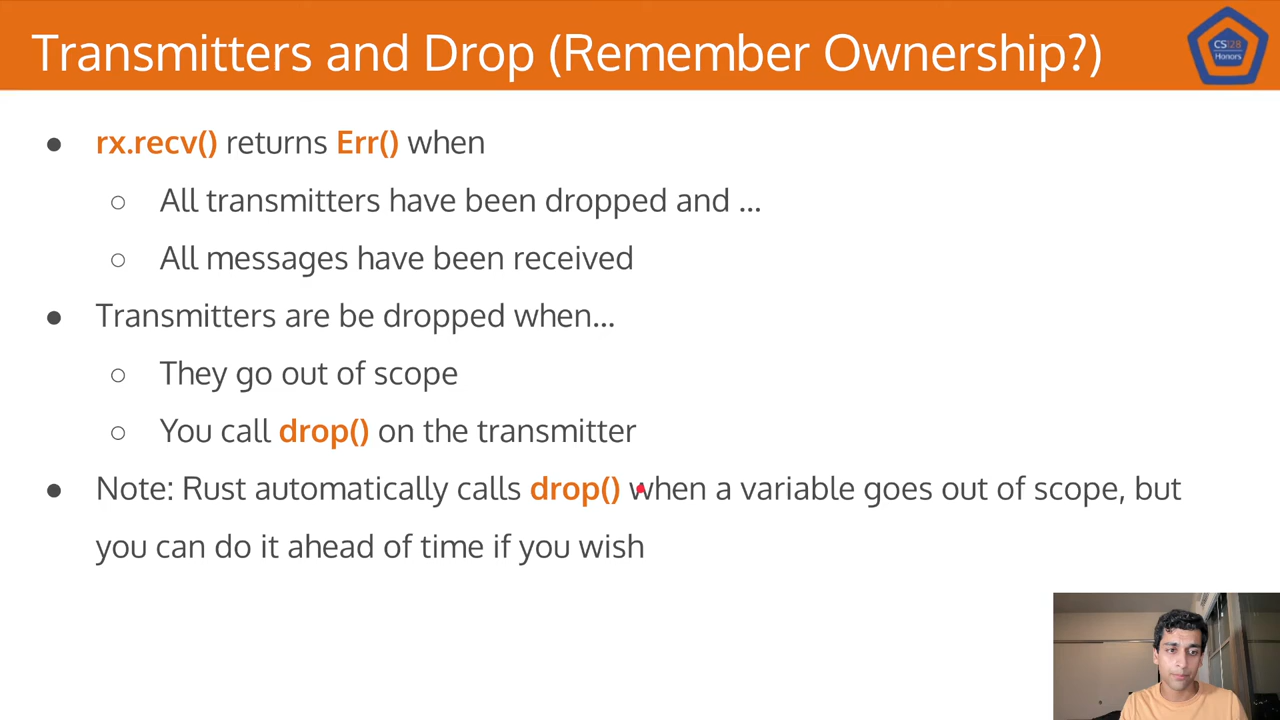 Transmitters and Drop (Remember Ownership?)
CS128
Honors
● rx.recv() returns Err() when
○ All transmitters have been dropped and ...
○ All messages have been received
● Transmitters are be dropped when...
○ They go out of scope
○ You call drop() on the transmitter
● Note: Rust automatically calls drop() when a variable goes out of scope, but
you can do it ahead of time if you wish